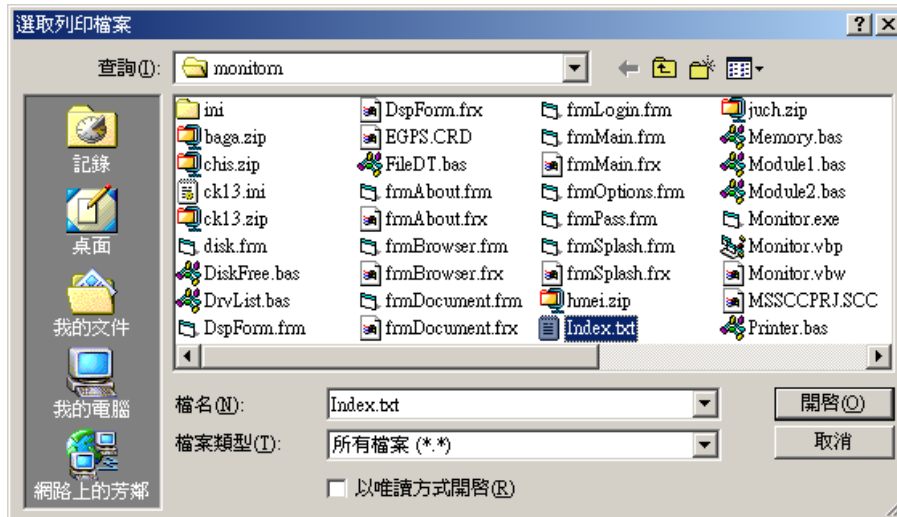 選取列印檔案
查詢(I):
monitorn
記錄
桌面
我的文件
我的電腦
網路上的芳鄰
ini
baga.zip
chis.zip
ck13.ini
ck13.zip
disk.frm
DiskFree.bas
DrvList.bas
DspForm.frm
DspForm.frx
EGPS.CRD
FileDT.bas
frmAbout.frm
frmAbout.frx
frmBrowser.frm
frmBrowser.frx
frmDocument.frm
frmDocument.frx
frmLogin.frm
frmMain.frm
frmMain.frx
frmOptions.frm
frmPass.frm
frmSplash.frm
frmSplash.frx
hmei.zip
Index.txt
juch.zip
Memory.bas
Module1.bas
Module2.bas
Monitor.exe
Monitor.vbp
Monitor.vbw
MSSCCPRJ.SCC
Printer.bas
檔名(N):
Index.txt
開啓(O)
檔案類型(T):
所有檔案 (*.*)
取消
以唯讀方式開啓(R)